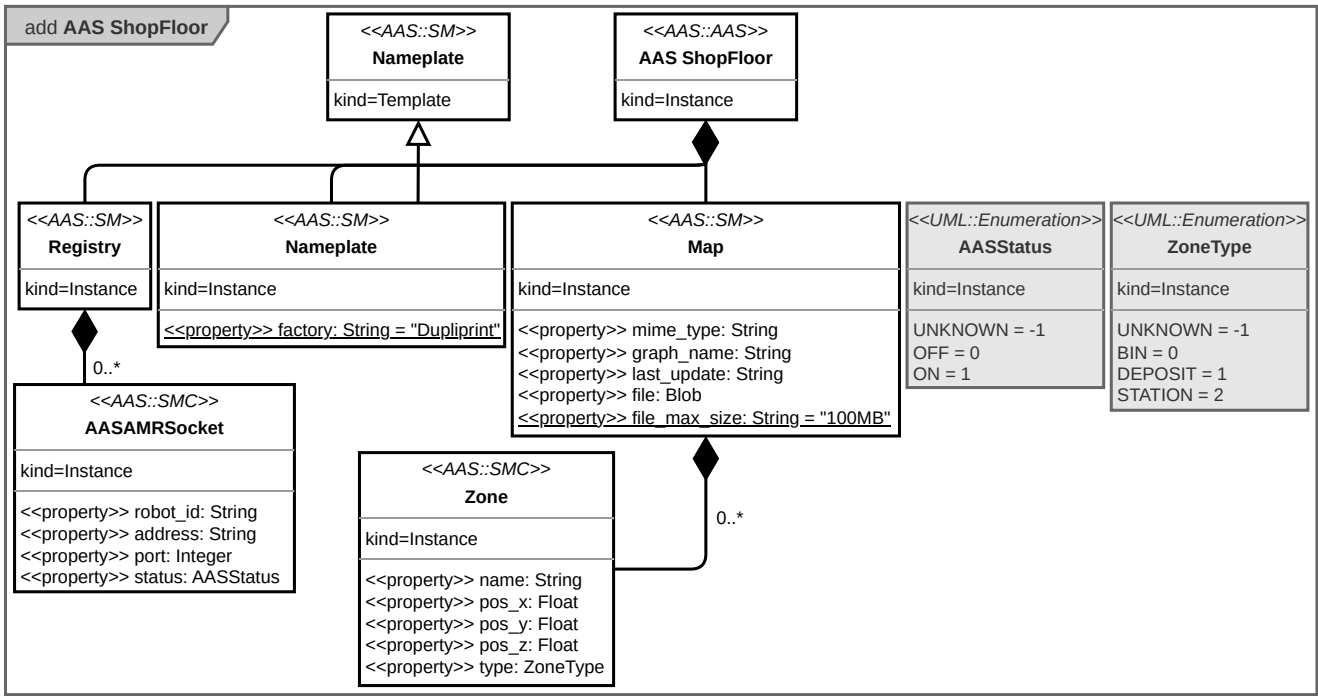 add AAS ShopFloor
<<AAS::SM>>
Nameplate
kind=Template
<<AAS::AAS>>
AAS ShopFloor
kind=Instance
<<AAS::SM>>
Registry
kind=Instance
<<AAS::SM>>
Nameplate
kind=Instance
<<property>> factory: String = "Dupliprint"
<<AAS::SM>>
Map
kind=Instance
<<property>> mime_type: String
<<property>> graph_name: String
<<property>> last_update: String
<<property>> file: Blob
<<property>> file_max_size: String = "100MB"
<<UML::Enumeration>>
AASStatus
kind=Instance
UNKNOWN = -1
OFF = 0
ON = 1
<<UML::Enumeration>>
ZoneType
kind=Instance
UNKNOWN = -1
BIN = 0
DEPOSIT = 1
STATION = 2
0..*
<<AAS::SMC>>
AASAMRSocket
kind=Instance
<<property>> robot_id: String
<<property>> address: String
<<property>> port: Integer
<<property>> status: AASStatus
<<AAS::SMC>>
Zone
kind=Instance
<<property>> name: String
<<property>> pos_x: Float
<<property>> pos_y: Float
<<property>> pos_z: Float
<<property>> type: ZoneType
0..*